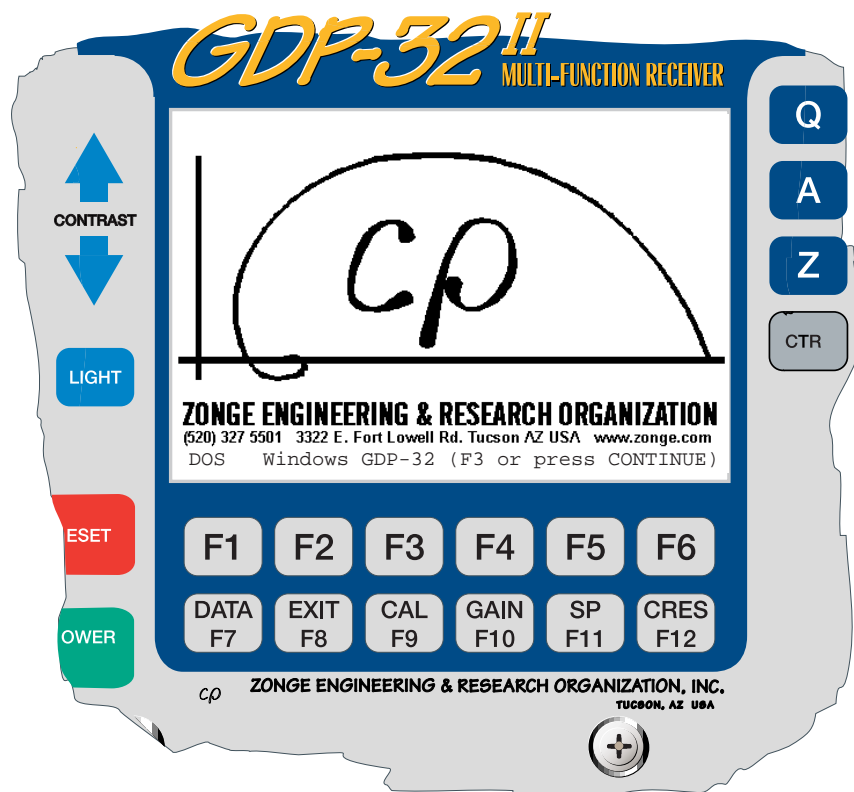 GDP-32 II
MULTI-FUNCTION RECEIVER
CONTRAST
LIGHT
ESET
OWER
Q
A
Z
CTR
cp
ZONGE ENGINEERING & RESEARCH ORGANIZATION
(520) 327 5501 3322 E. Fort Lowell Rd. Tucson AZ USA www.zonge.com
DOS Windows GDP-32 (F3 or press CONTINUE)
F1 F2 F3 F4 F5 F6
DATA EXIT CAL GAIN SP CRES
F7 F8 F9 F10 F11 F12
cp ZONGE ENGINEERING & RESEARCH ORGANIZATION, INC.
TUCSON, AZ USA